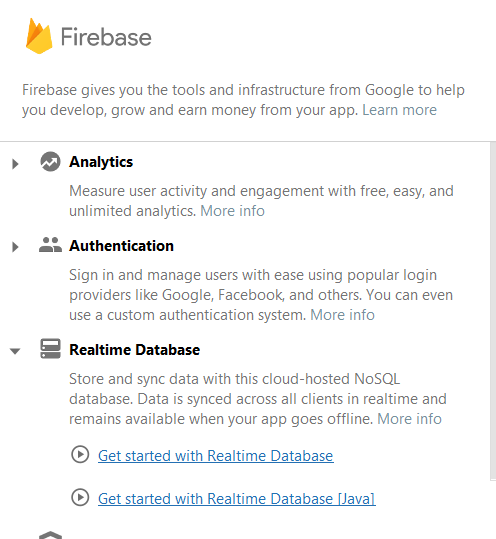 Firebase
Firebase gives you the tools and infrastructure from Google to help
you develop, grow and earn money from your app. Learn more
Analytics
Measure user activity and engagement with free, easy, and
unlimited analytics. More info
Authentication
Sign in and manage users with ease using popular login
providers like Google, Facebook, and others. You can even
use a custom authentication system. More info
Realtime Database
Store and sync data with this cloud-hosted NoSQL
database. Data is synced across all clients in realtime and
remains available when your app goes offline. More info
Get started with Realtime Database
Get started with Realtime Database [Java]